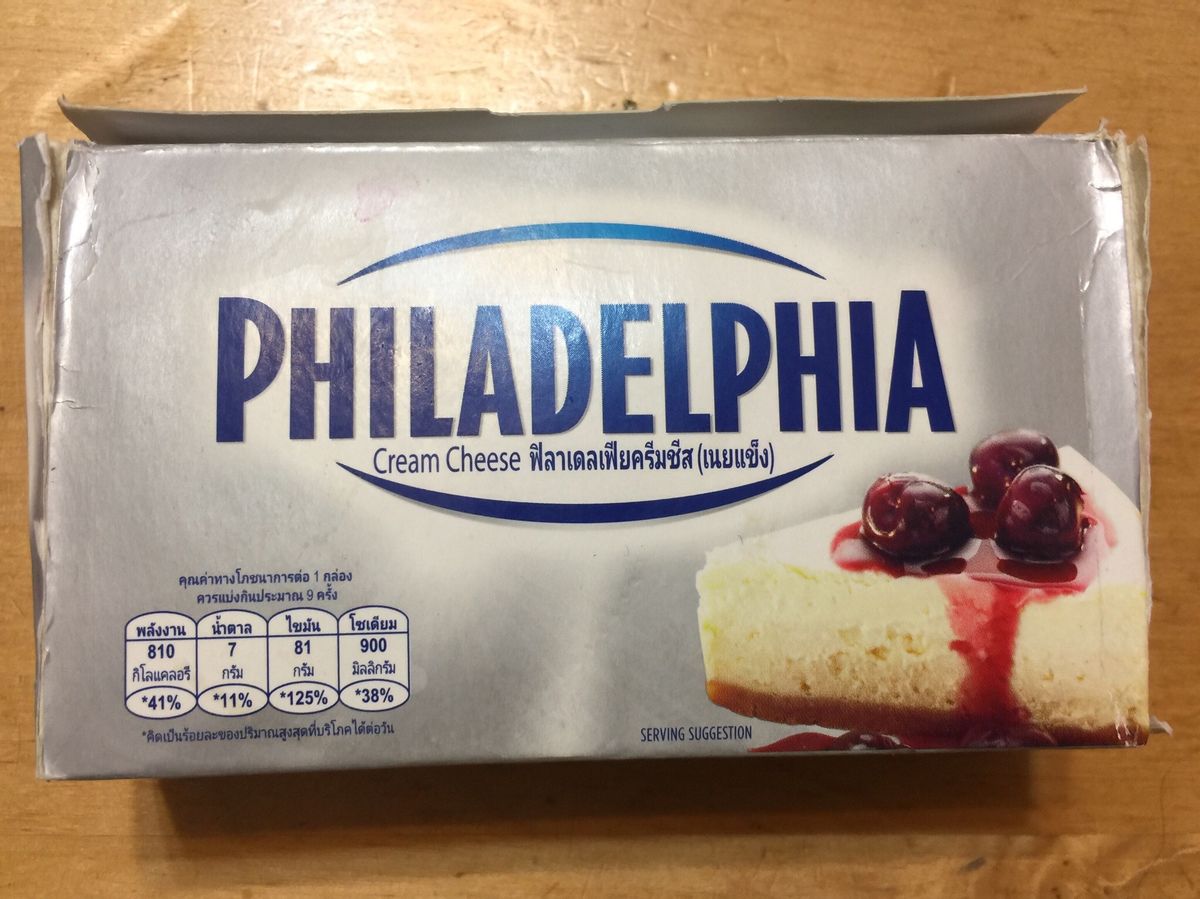 PHILADELPHIA
Cream Cheese ฟิลาเดลเฟียครีมชีส (เนยแข็ง)
คุณค่าทางโภชนาการต่อ 1 กล่อง
ควรแบ่งกินประมาณ 9 ครั้ง
พลังงาน น้ำตาล ไขมัน โซเดียม
810 7 81 900
กิโลแคลอรี กรัม กรัม มิลลิกรัม
*41% *11% *125% *38%
*คิดเป็นร้อยละของปริมาณสูงสุดที่บริโภคได้ต่อวัน
SERVING SUGGESTION